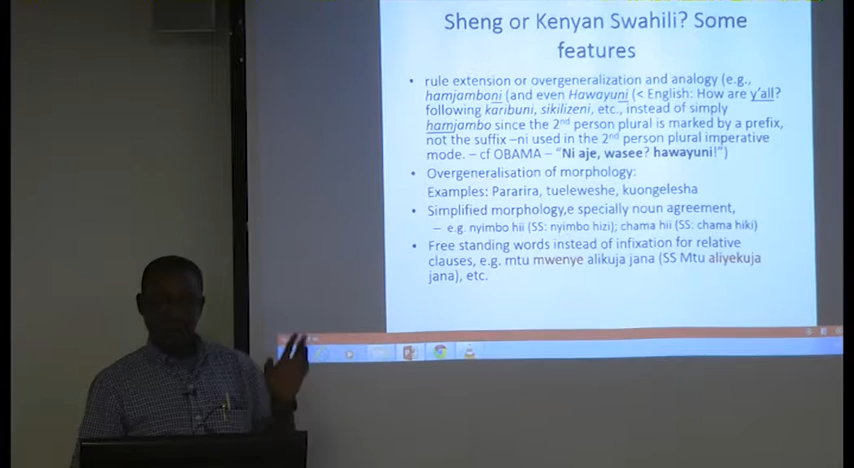 Sheng or Kenyan Swahili? Some
features
• rule extension or overgeneralization and analogy (e.g.,
hamjamboni (and even Hawayuni (< English: How are y'all?
following karibuni, sikilizeni, etc., instead of simply
hamjambo since the 2nd person plural is marked by a prefix,
not the suffix –ni used in the 2nd person plural imperative
mode. – cf OBAMA – "Ni aje, wasee? hawayuni!")
• Overgeneralisation of morphology:
Examples: Pararira, tueleweshe, kuongelesha
• Simplified morphology,e specially noun agreement,
– e.g. nyimbo hii (SS: nyimbo hizi); chama hii (SS: chama hiki)
• Free standing words instead of infixation for relative
clauses, e.g. mtu mwenye alikuja jana (SS Mtu aliyekuja
jana), etc.